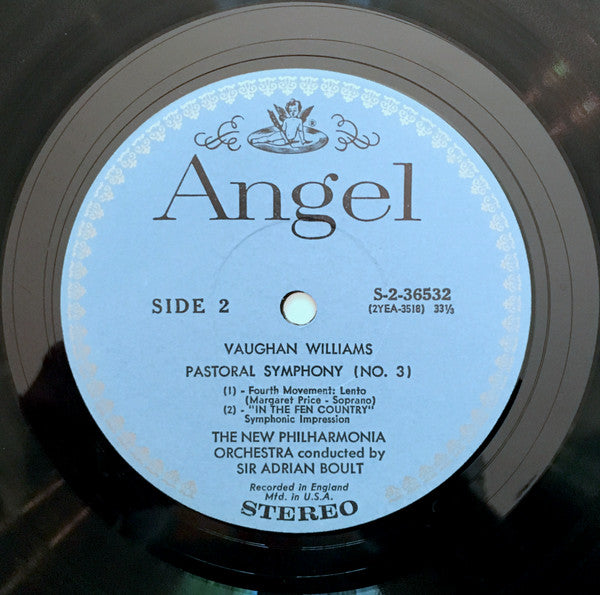 ®
Angel
SIDE 2
S-2-36532
(2YEA-3518) 33⅓
VAUGHAN WILLIAMS
PASTORAL SYMPHONY (NO. 3)
(1) - Fourth Movement: Lento
(Margaret Price - Soprano)
(2) - "IN THE FEN COUNTRY"
Symphonic Impression
THE NEW PHILHARMONIA
ORCHESTRA conducted by
SIR ADRIAN BOULT
Recorded in England
Mfd. in U.S.A.
STEREO